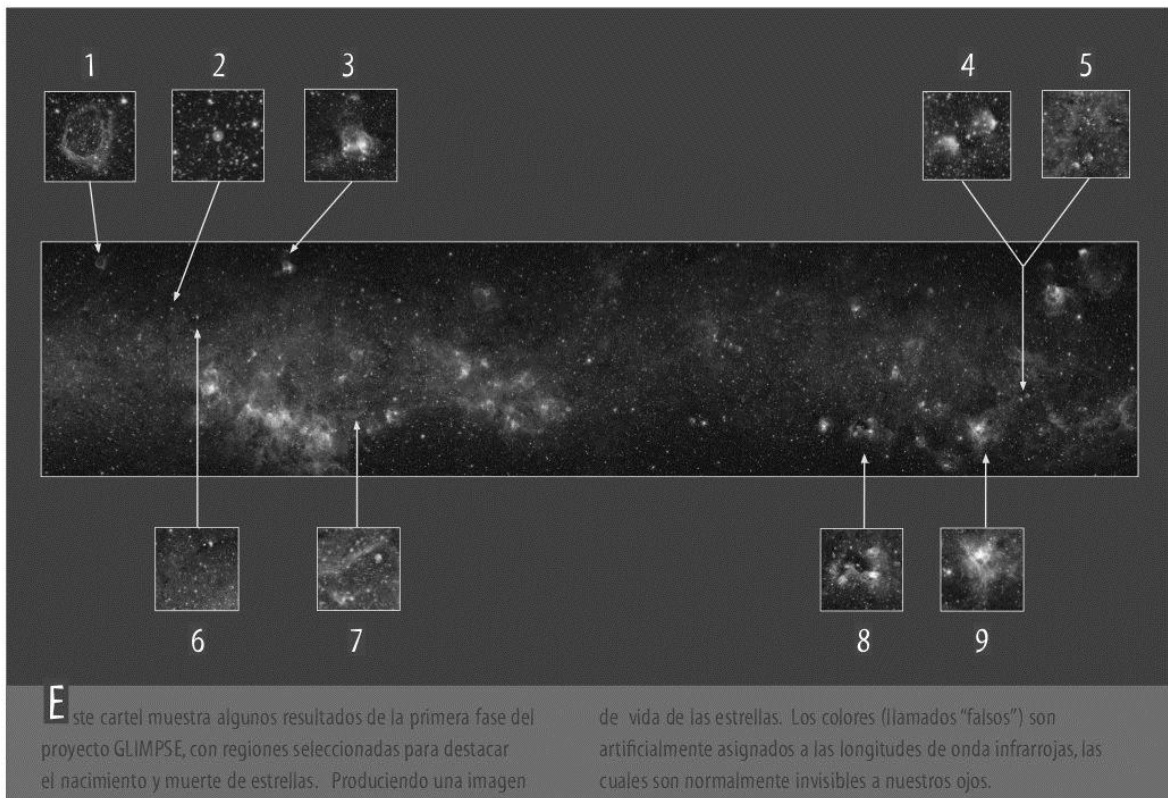 1 2 3 4 5
6 7 8 9
Este cartel muestra algunos resultados de la primera fase del
proyecto GLIMPSE, con regiones seleccionadas para destacar
el nacimiento y muerte de estrellas. Produciendo una imagen
de vida de las estrellas. Los colores (llamados “falsos”) son
artificialmente asignados a las longitudes de onda infrarrojas, las
cuales son normalmente invisibles a nuestros ojos.